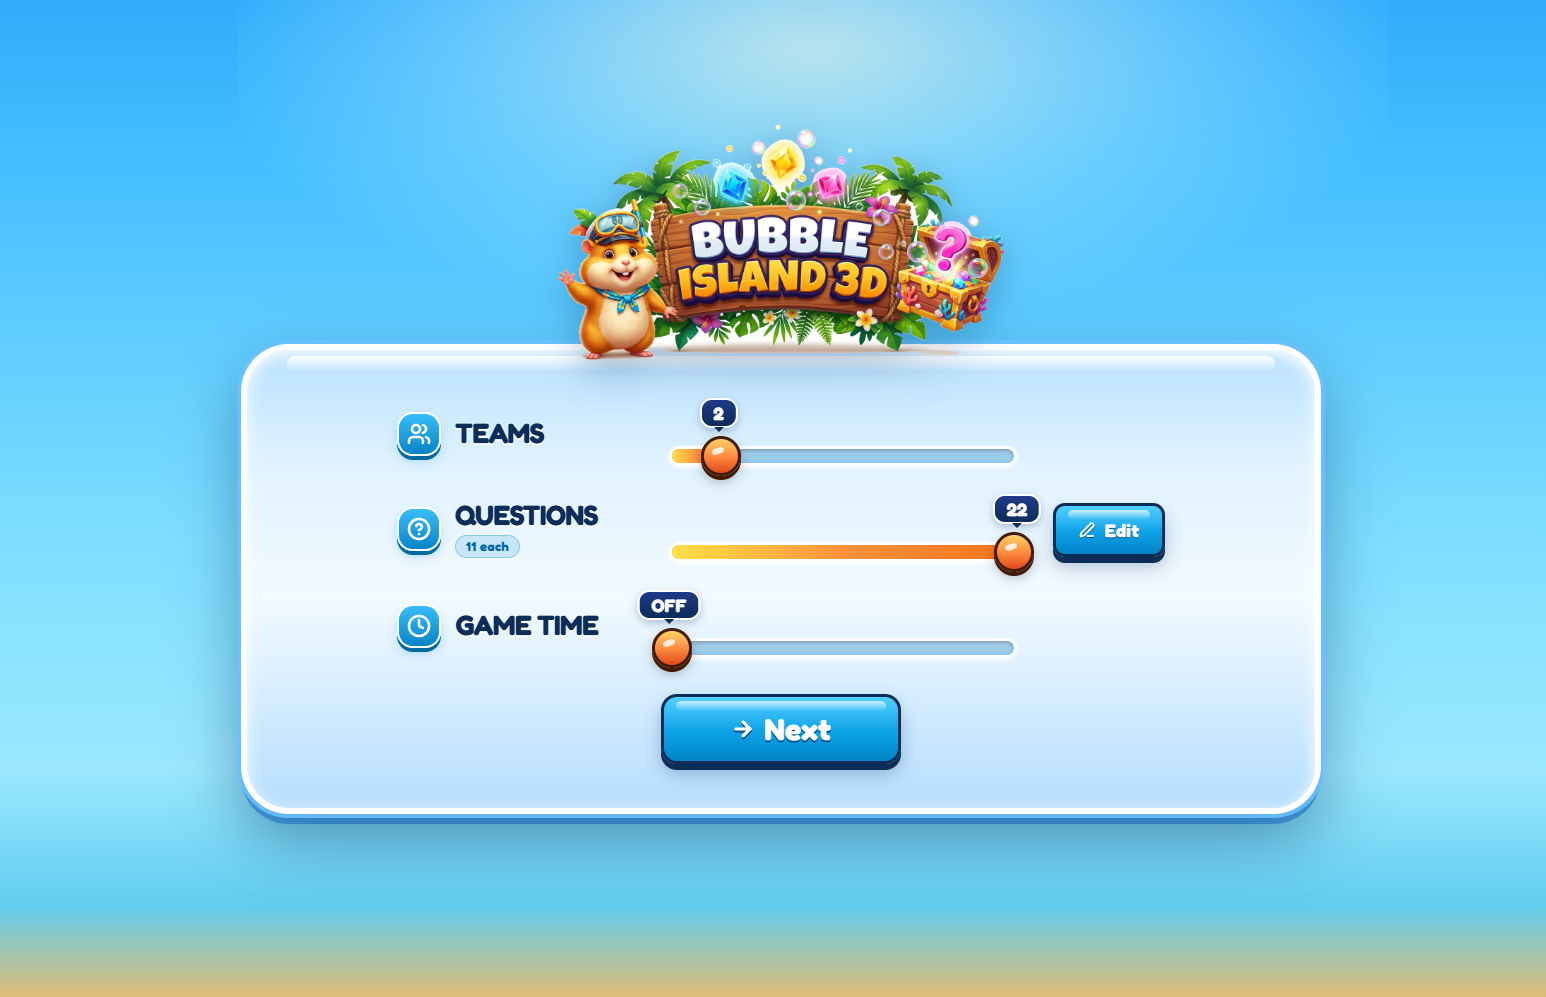 BUBBLE
ISLAND 3D
?
2
TEAMS
QUESTIONS
11 each
22
Edit
OFF
GAME TIME
Next